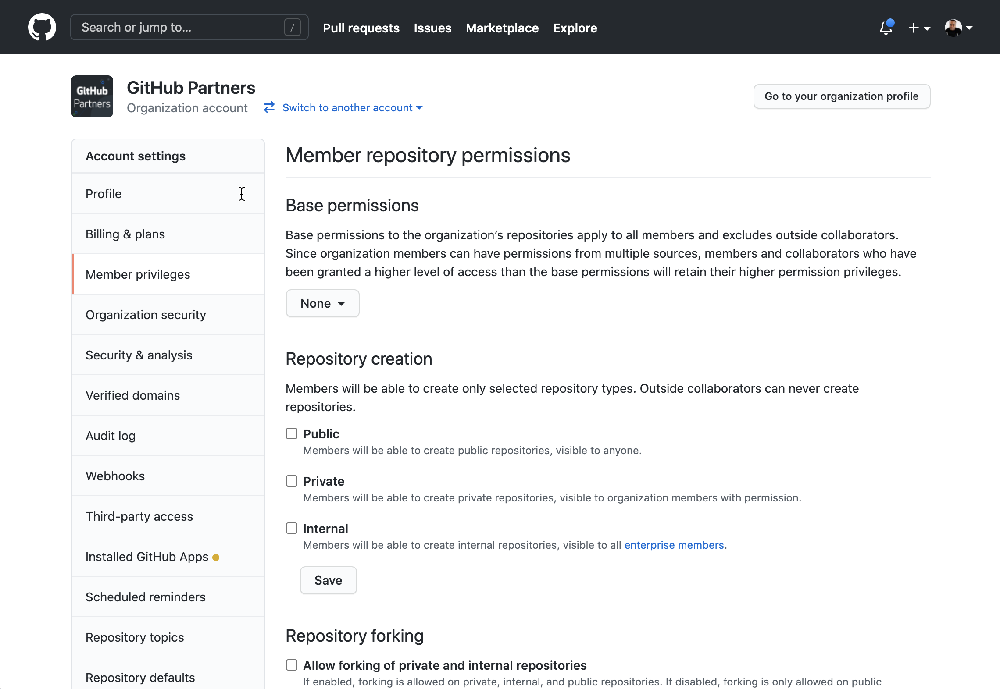 Search or jump to... /
Pull requests Issues Marketplace Explore
GitHub
Partners
GitHub Partners
Organization account Switch to another account
Go to your organization profile
Account settings
Profile
Billing & plans
Member privileges
Organization security
Security & analysis
Verified domains
Audit log
Webhooks
Third-party access
Installed GitHub Apps
Scheduled reminders
Repository topics
Repository defaults
Member repository permissions
Base permissions
Base permissions to the organization’s repositories apply to all members and excludes outside collaborators.
Since organization members can have permissions from multiple sources, members and collaborators who have
been granted a higher level of access than the base permissions will retain their higher permission privileges.
None
Repository creation
Members will be able to create only selected repository types. Outside collaborators can never create
repositories.
Public
Members will be able to create public repositories, visible to anyone.
Private
Members will be able to create private repositories, visible to organization members with permission.
Internal
Members will be able to create internal repositories, visible to all enterprise members.
Save
Repository forking
Allow forking of private and internal repositories
If enabled, forking is allowed on private, internal, and public repositories. If disabled, forking is only allowed on public